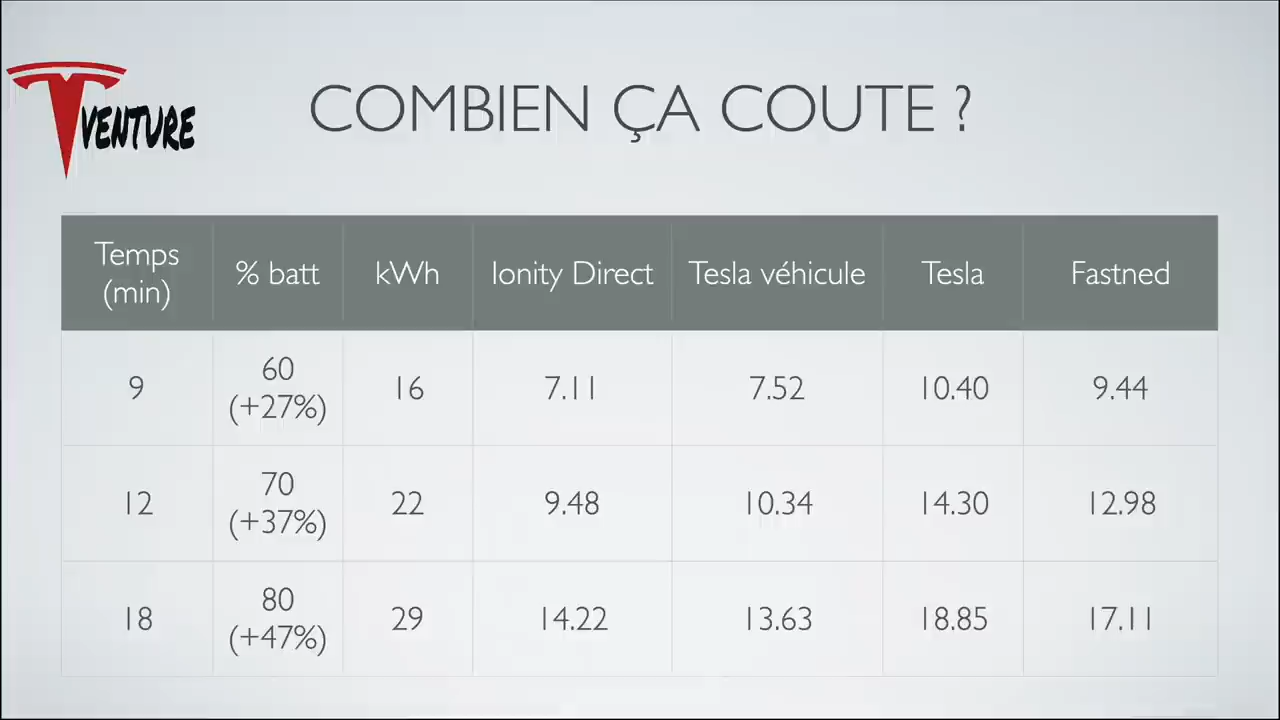 T VENTURE
COMBIEN ÇA COUTE ?
Temps
(min)
% batt
kWh
Ionity Direct
Tesla véhicule
Tesla
Fastned
9
60
(+27%)
16
7.11
7.52
10.40
9.44
12
70
(+37%)
22
9.48
10.34
14.30
12.98
18
80
(+47%)
29
14.22
13.63
18.85
17.11